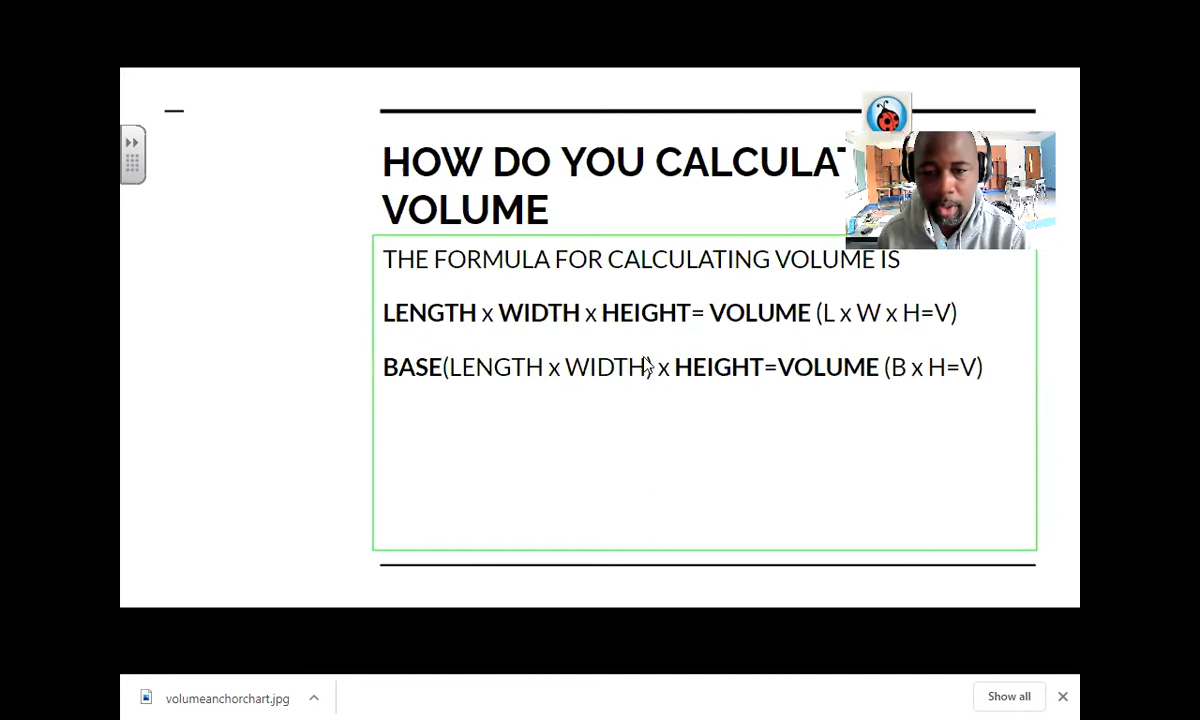 HOW DO YOU CALCULAT
VOLUME
THE FORMULA FOR CALCULATING VOLUME IS
LENGTH x WIDTH x HEIGHT= VOLUME (L x W x H=V)
BASE(LENGTH x WIDTH) x HEIGHT=VOLUME (B x H=V)
volumeanchorchart.jpg
Show all